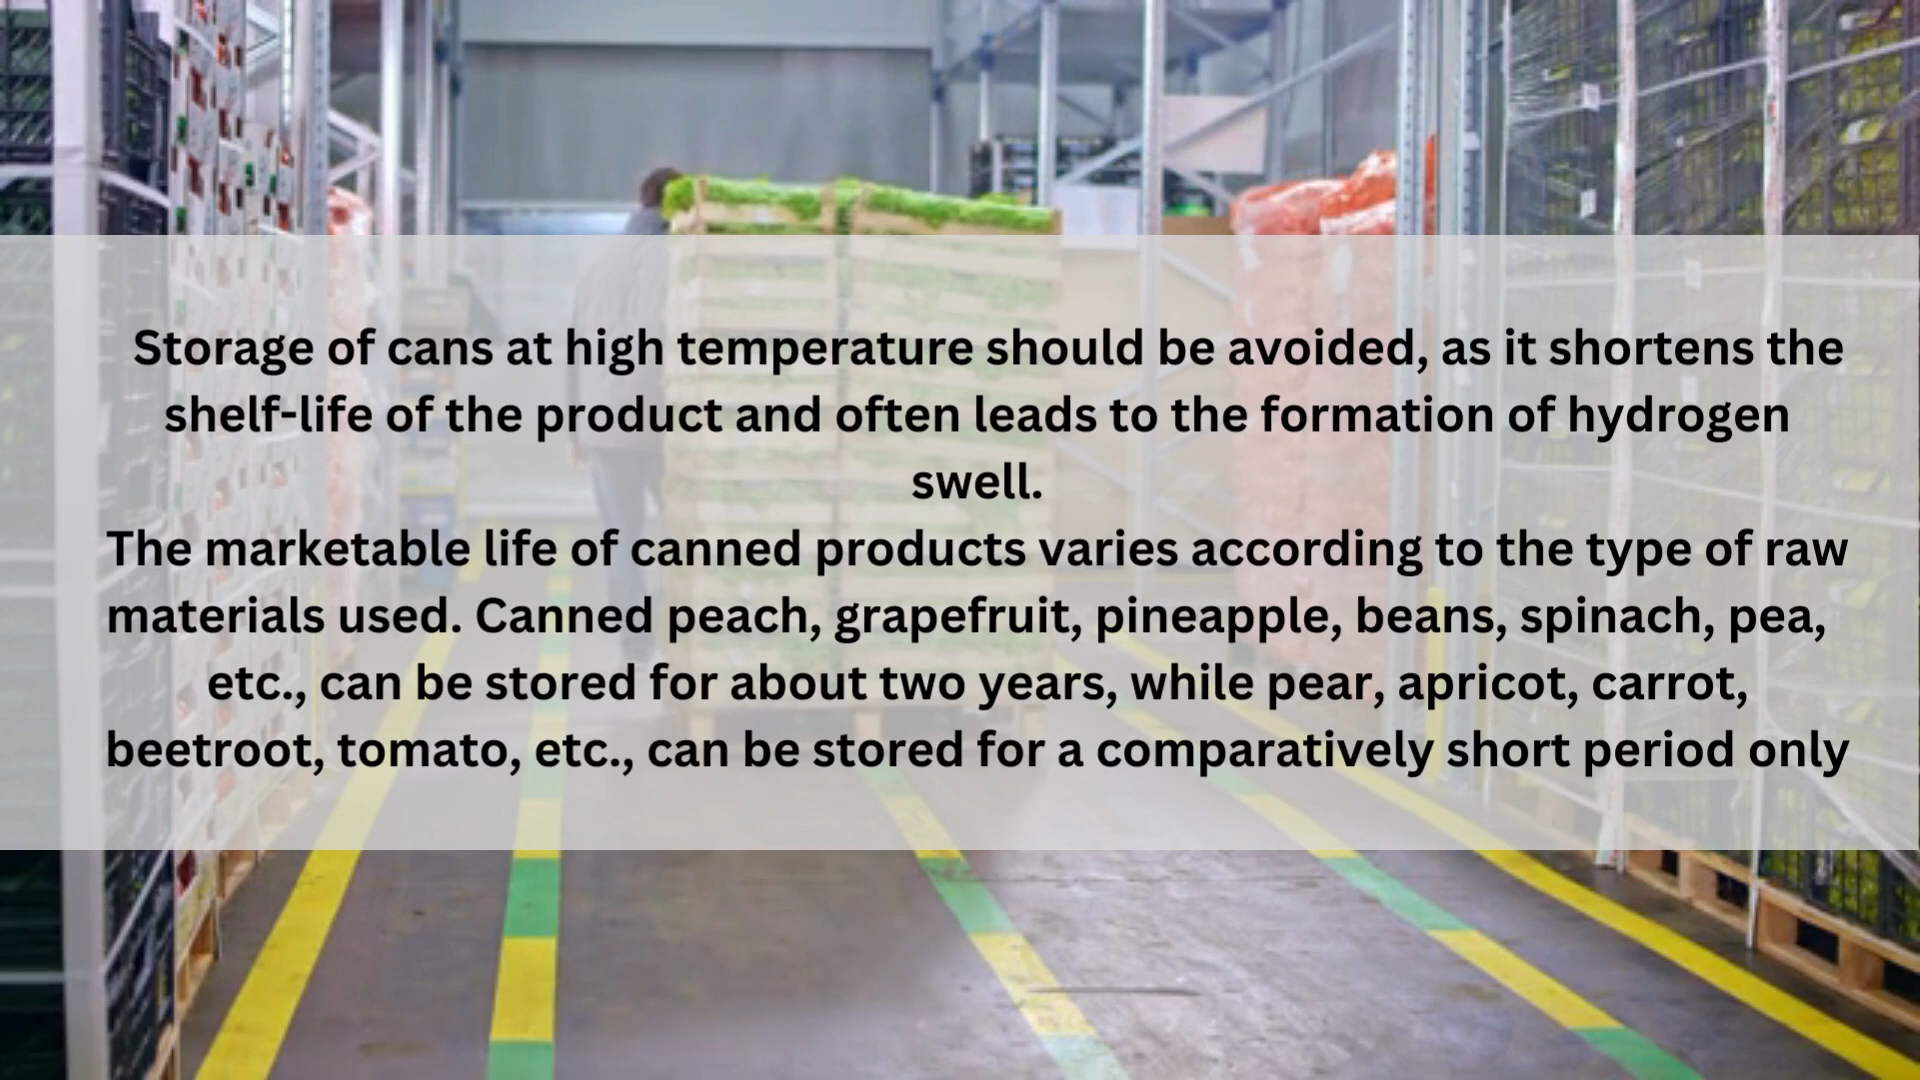 Storage of cans at high temperature should be avoided, as it shortens the
shelf-life of the product and often leads to the formation of hydrogen
swell.
The marketable life of canned products varies according to the type of raw
materials used. Canned peach, grapefruit, pineapple, beans, spinach, pea,
etc., can be stored for about two years, while pear, apricot, carrot,
beetroot, tomato, etc., can be stored for a comparatively short period only